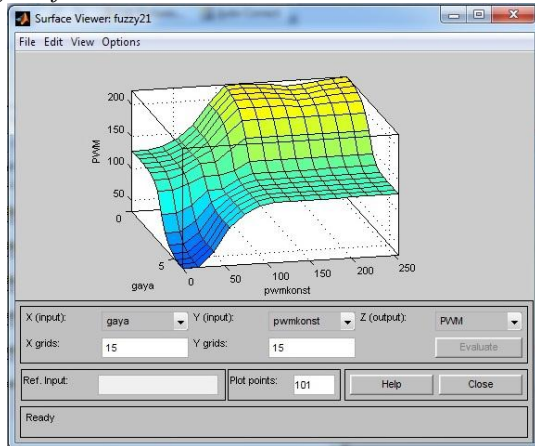 Surface Viewer: fuzzy21
File Edit View Options
200
150
100
50
0
PWM
5
gaya
0 50 100 150 200 250
pwmkonst
X (input): gaya Y (input): pwmkonst Z (output): PWM
X grids: 15 Y grids: 15 Evaluate
Ref. Input: Plot points: 101 Help Close
Ready